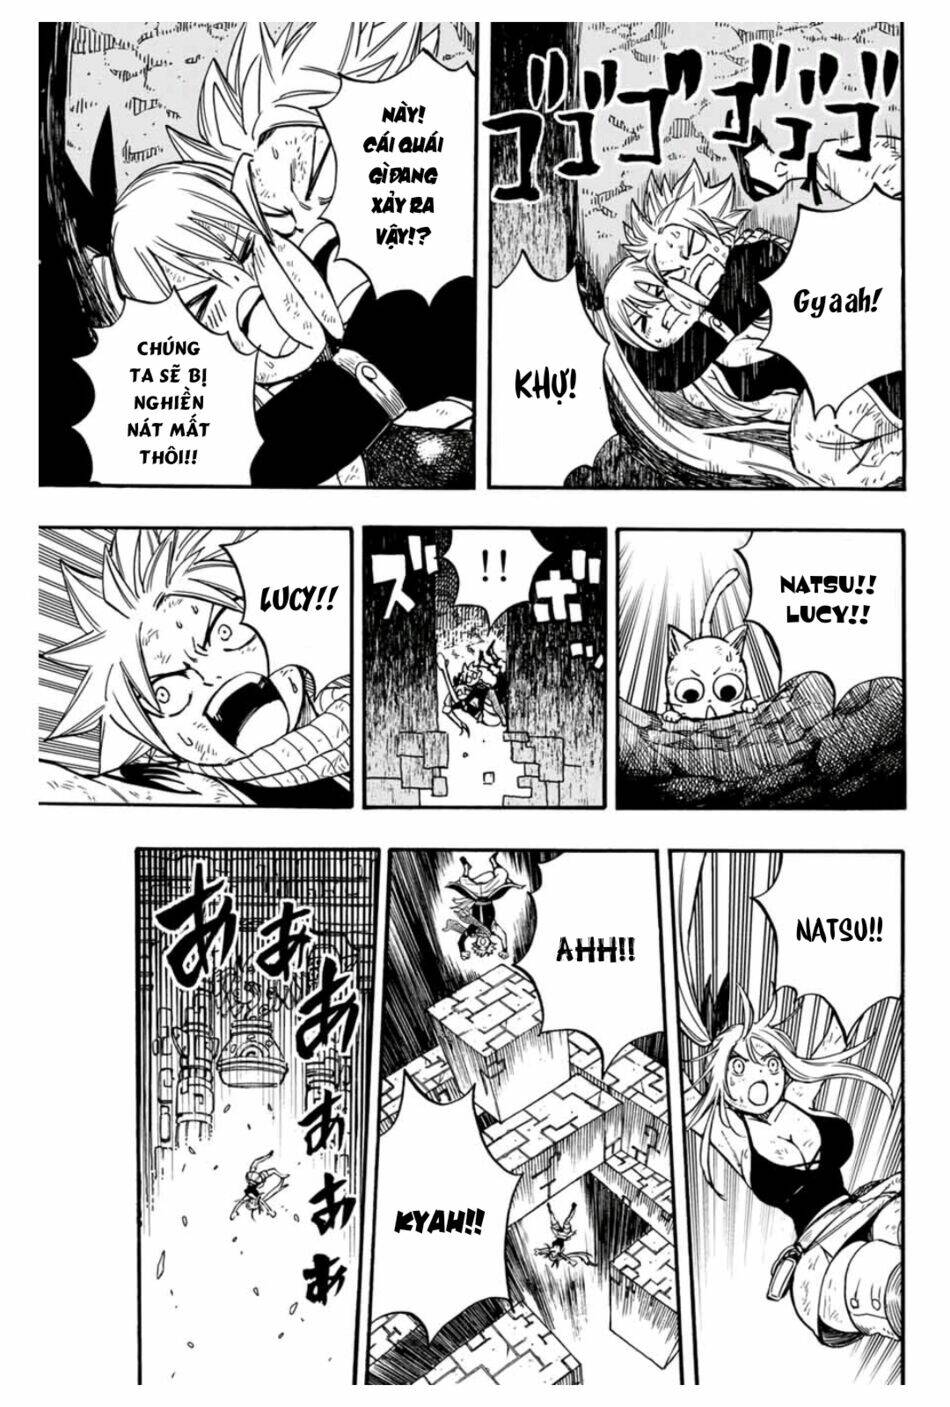 ゴゴゴゴゴゴ
Gyaah!
KHỰ!
NÀY!
CÁI QUÁI
GÌ ĐANG
XẢY RA
VẬY!?
CHÚNG
TA SẼ BỊ
NGHIỀN
NÁT MẤT
THÔI!!
NATSU!!
LUCY!!
!!
ズボ
LUCY!!
NATSU!!
AHH!!
KYAH!!
あぁああああ